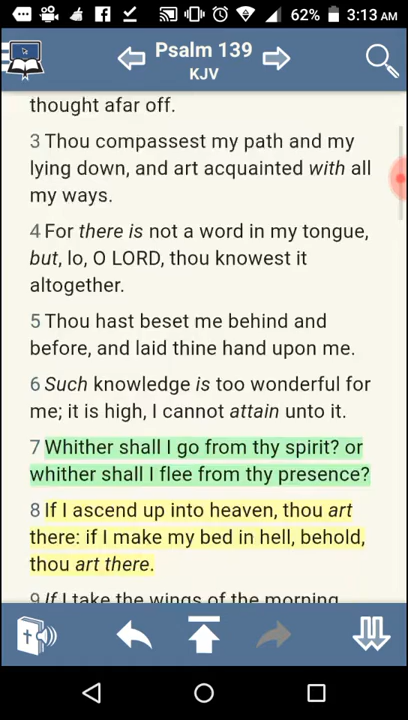 62% 3:13 AM
Psalm 139
KJV
thought afar off.
3 Thou compassest my path and my
lying down, and art acquainted with all
my ways.
4 For there is not a word in my tongue,
but, lo, O LORD, thou knowest it
altogether.
5 Thou hast beset me behind and
before, and laid thine hand upon me.
6 Such knowledge is too wonderful for
me; it is high, I cannot attain unto it.
7 Whither shall I go from thy spirit? or
whither shall I flee from thy presence?
8 If I ascend up into heaven, thou art
there: if I make my bed in hell, behold,
thou art there.
9 If I take the wings of the morning,